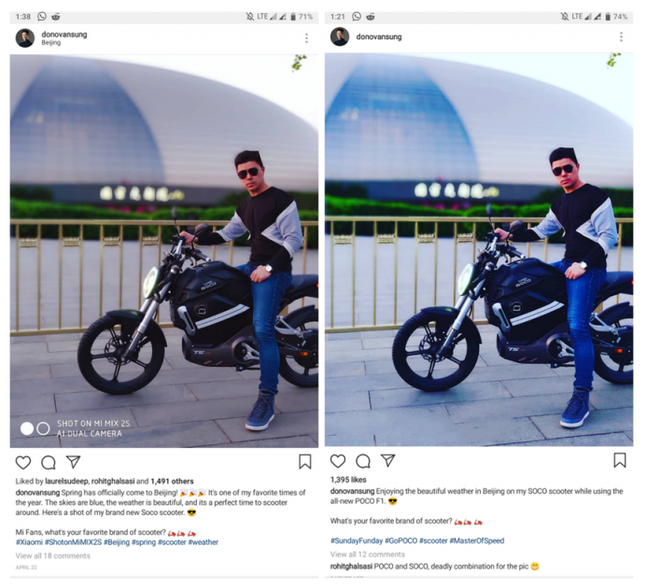 1:38 LTE 71%
donovansung
Beijing
SOCO
TS
SHOT ON MI MIX 2S
AI DUAL CAMERA
Liked by laurelsudeep, rohitghalsasi and 1,491 others
donovansung Spring has officially come to Beijing! 🎉🎉🎉 It's one of my favorite times of
the year. The skies are blue, the weather is beautiful, and its a perfect time to scooter
around. Here's a shot of my brand new Soco scooter. 😎
Mi Fans, what's your favorite brand of scooter? 🛵🛵🛵
#Xiaomi #ShotonMiMIX2S #Beijing #spring #scooter #weather
View all 18 comments
1:21 LTE 74%
donovansung
SOCO
TS
1,395 likes
donovansung Enjoying the beautiful weather in Beijing on my SOCO scooter while using the
all-new POCO F1. 😎
What's your favorite brand of scooter? 🛵🛵🛵
#SundayFunday #GoPOCO #scooter #MasterOfSpeed
View all 12 comments
rohitghalsasi POCO and SOCO, deadly combination for the pic 😁